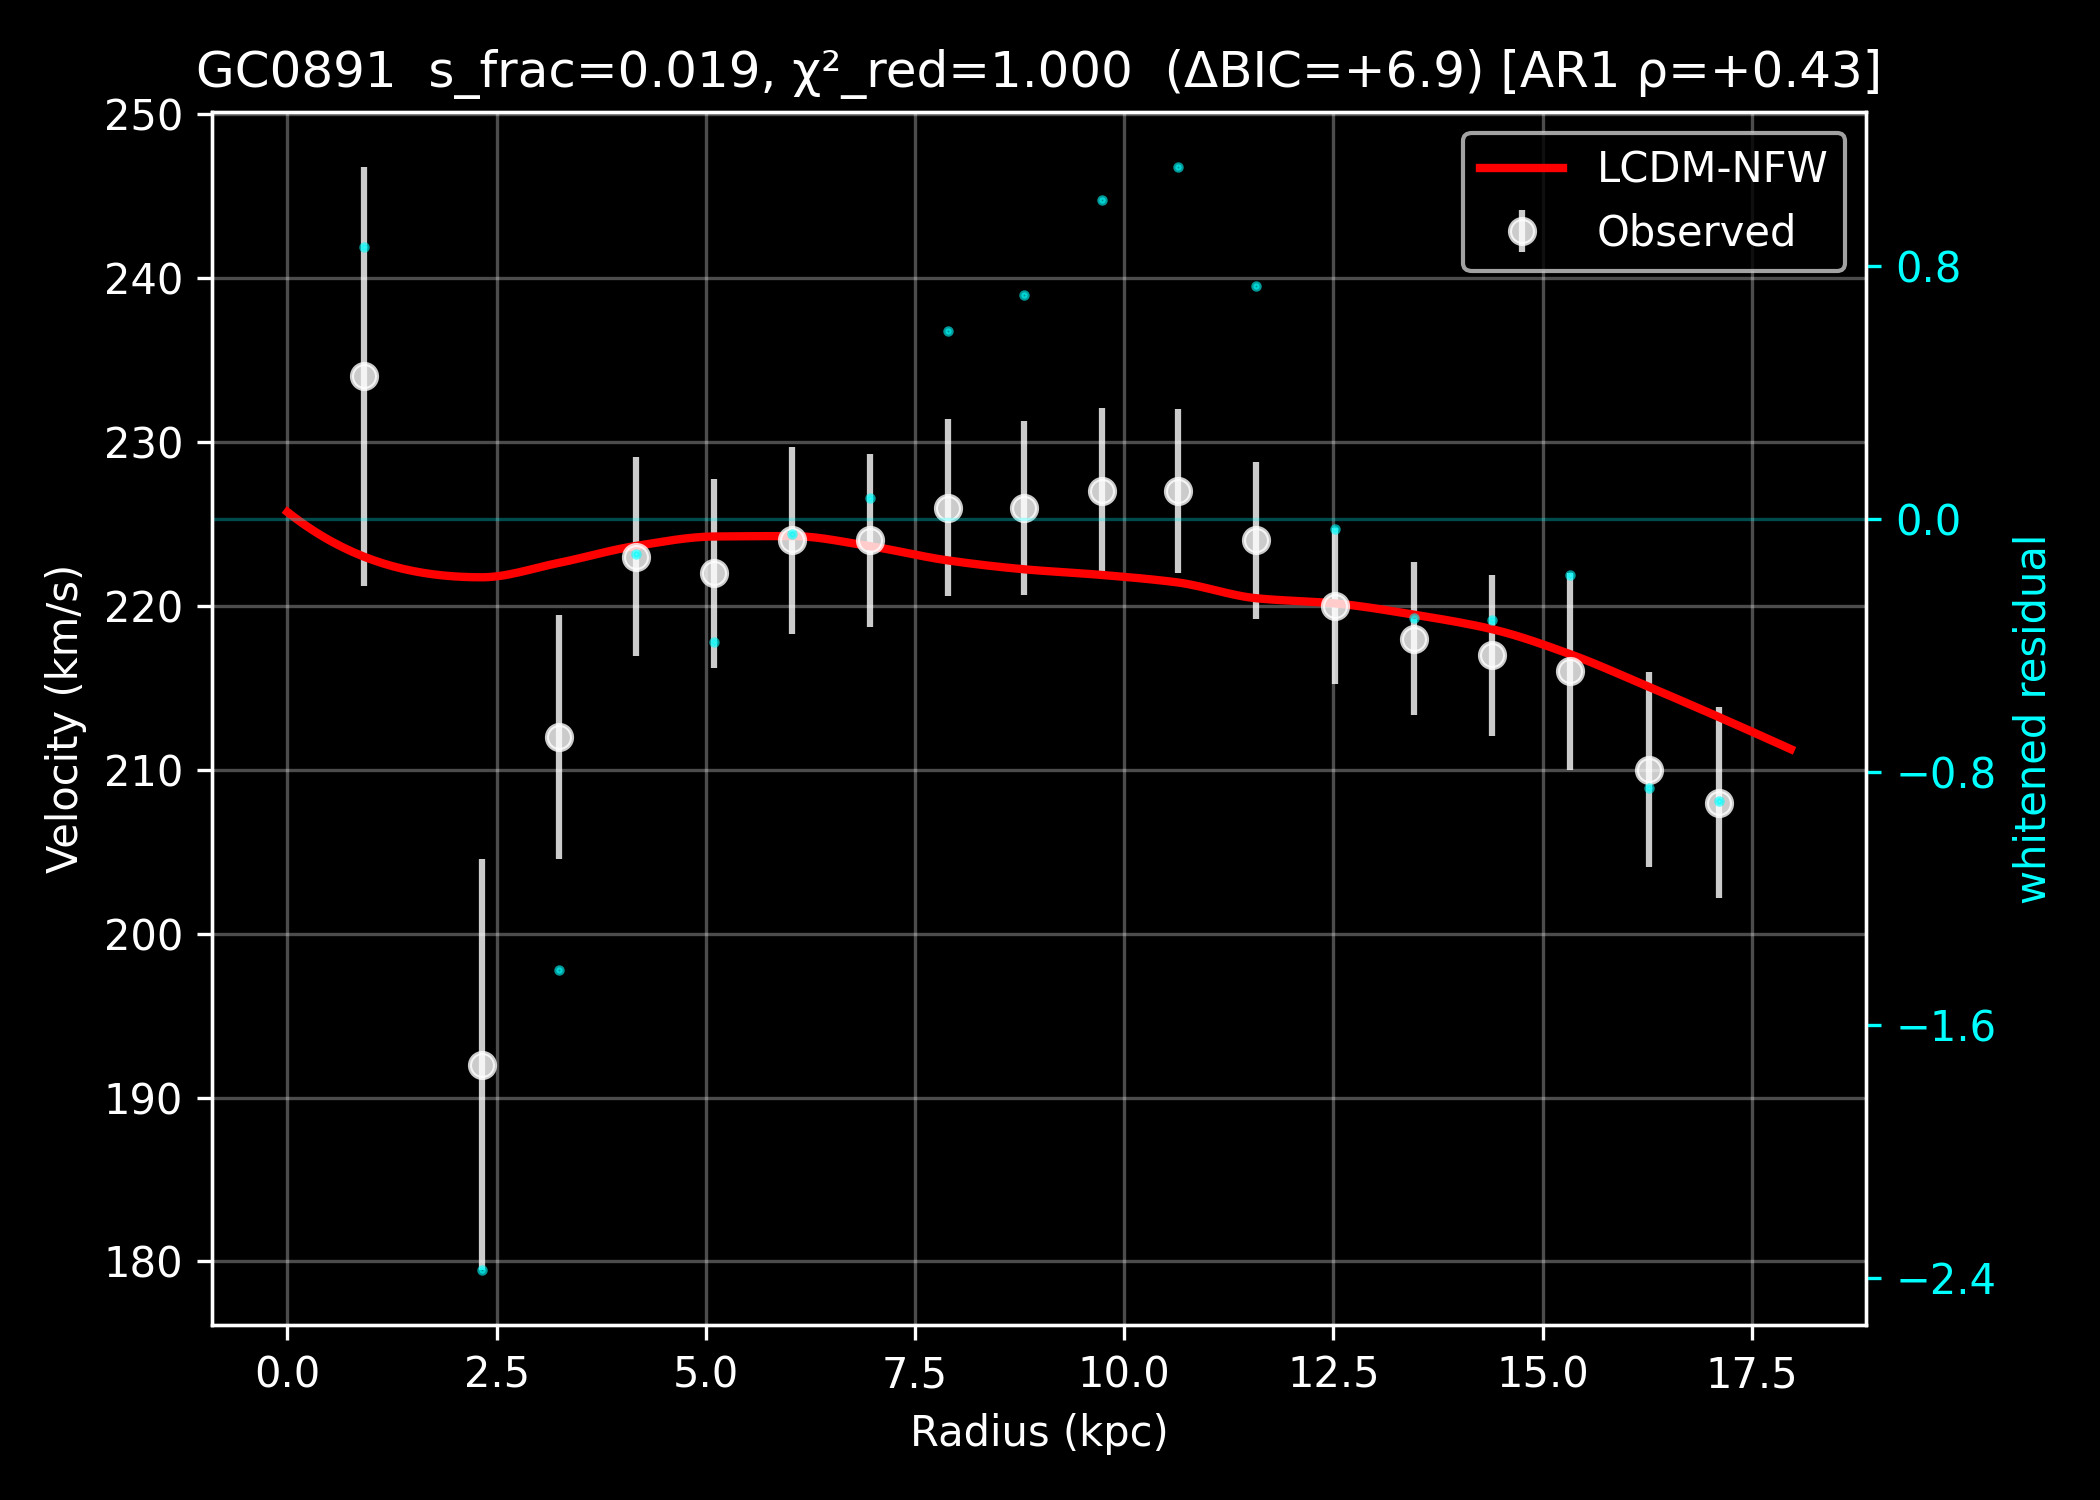 GC0891  s_frac=0.019, χ²_red=1.000  (ΔBIC=+6.9) [AR1 ρ=+0.43]
LCDM-NFW
Observed
250
240
230
220
210
200
190
180
Velocity (km/s)
0.8
0.0
−0.8
−1.6
−2.4
whitened residual
0.0 2.5 5.0 7.5 10.0 12.5 15.0 17.5
Radius (kpc)